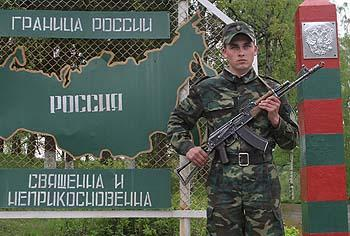 ГРАНИЦА РОССИИ
РОССИЯ
СВЯЩЕННА И
НЕПРИКОСНОВЕННА